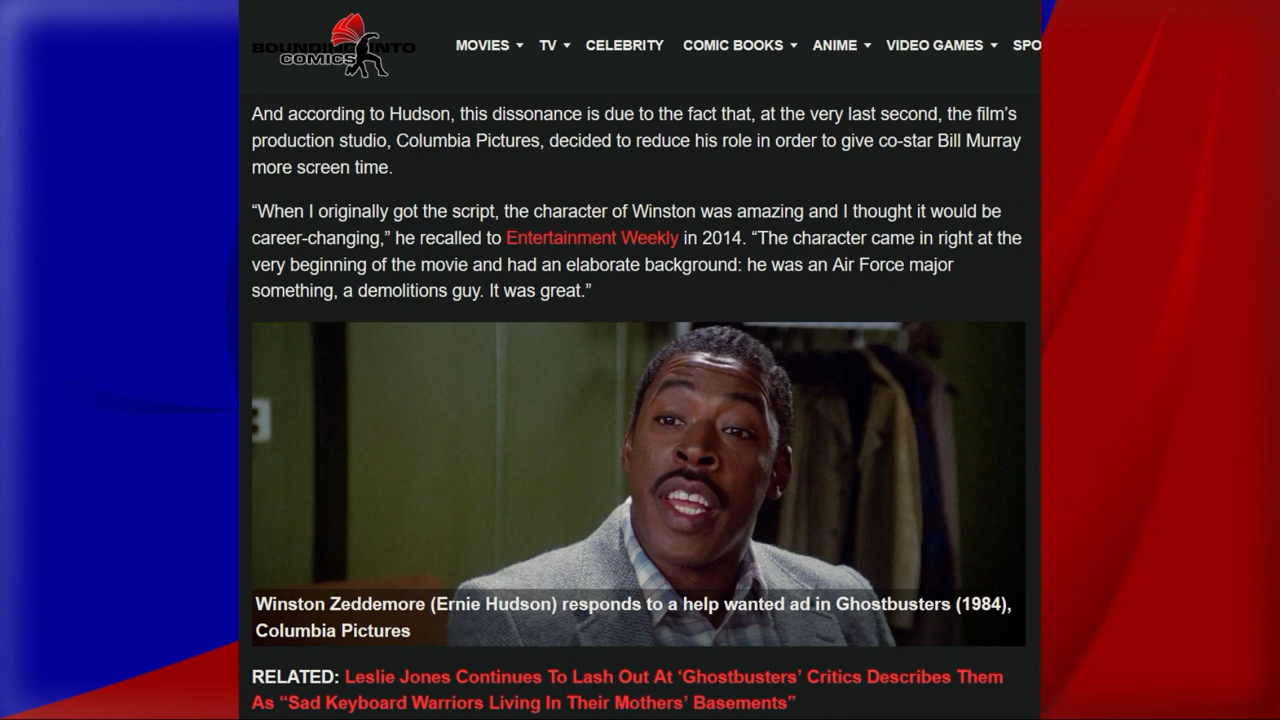 BOUNDING INTO
COMICS
MOVIES TV CELEBRITY COMIC BOOKS ANIME VIDEO GAMES SPO
And according to Hudson, this dissonance is due to the fact that, at the very last second, the film’s
production studio, Columbia Pictures, decided to reduce his role in order to give co-star Bill Murray
more screen time.
“When I originally got the script, the character of Winston was amazing and I thought it would be
career-changing,” he recalled to Entertainment Weekly in 2014. “The character came in right at the
very beginning of the movie and had an elaborate background: he was an Air Force major
something, a demolitions guy. It was great.”
Winston Zeddemore (Ernie Hudson) responds to a help wanted ad in Ghostbusters (1984),
Columbia Pictures
RELATED: Leslie Jones Continues To Lash Out At ‘Ghostbusters’ Critics Describes Them
As “Sad Keyboard Warriors Living In Their Mothers’ Basements”